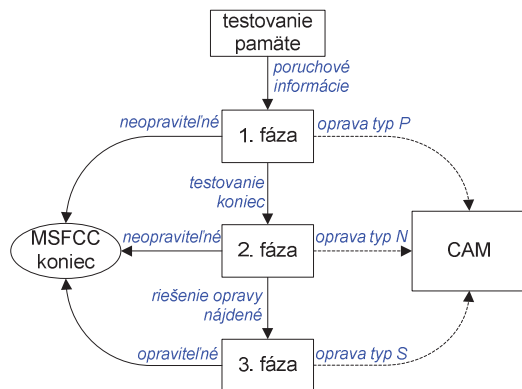 testovanie
pamäte
poruchové
informácie
neopraviteľné
1. fáza
oprava typ P
testovanie
koniec
MSFCC
koniec
neopraviteľné
2. fáza
oprava typ N
CAM
riešenie opravy
nájdené
opraviteľné
3. fáza
oprava typ S